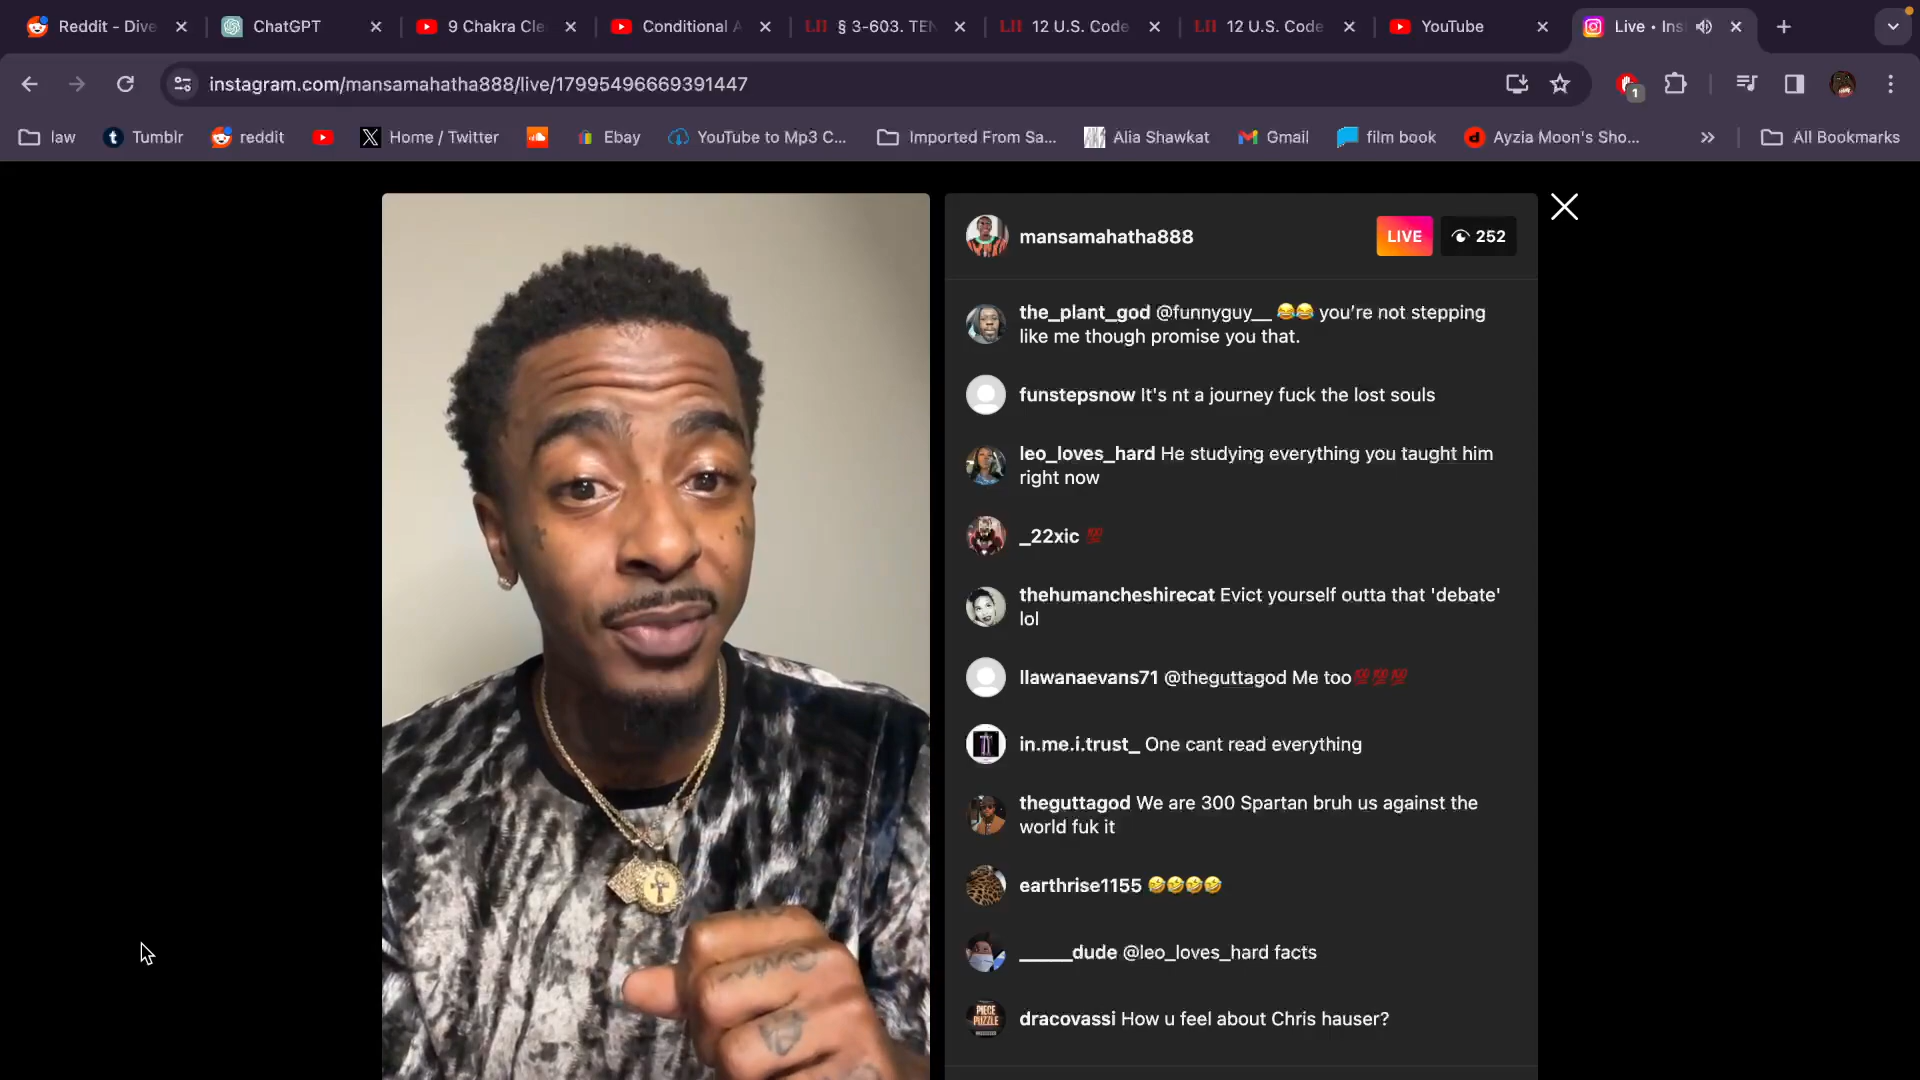 Reddit - Dive
ChatGPT
9 Chakra Cle
Conditional A
LII § 3-603. TEN
LII 12 U.S. Code
LII 12 U.S. Code
YouTube
Live • Ins
instagram.com/mansamahatha888/live/17995496669391447
1
law
Tumblr
reddit
Home / Twitter
Ebay
YouTube to Mp3 C...
Imported From Sa...
Alia Shawkat
Gmail
film book
Ayzia Moon's Sho...
All Bookmarks
mansamahatha888
LIVE
252
the_plant_god @funnyguy__ 😂😂 you're not stepping
like me though promise you that.
funstepsnow It's nt a journey fuck the lost souls
leo_loves_hard He studying everything you taught him
right now
_22xic 💯
thehumancheshirecat Evict yourself outta that 'debate'
lol
llawanaevans71 @theguttagod Me too💯💯💯
in.me.i.trust_ One cant read everything
theguttagod We are 300 Spartan bruh us against the
world fuk it
earthrise1155 🤣🤣🤣🤣
_____dude @leo_loves_hard facts
PIECE
PUZZLE
dracovassi How u feel about Chris hauser?